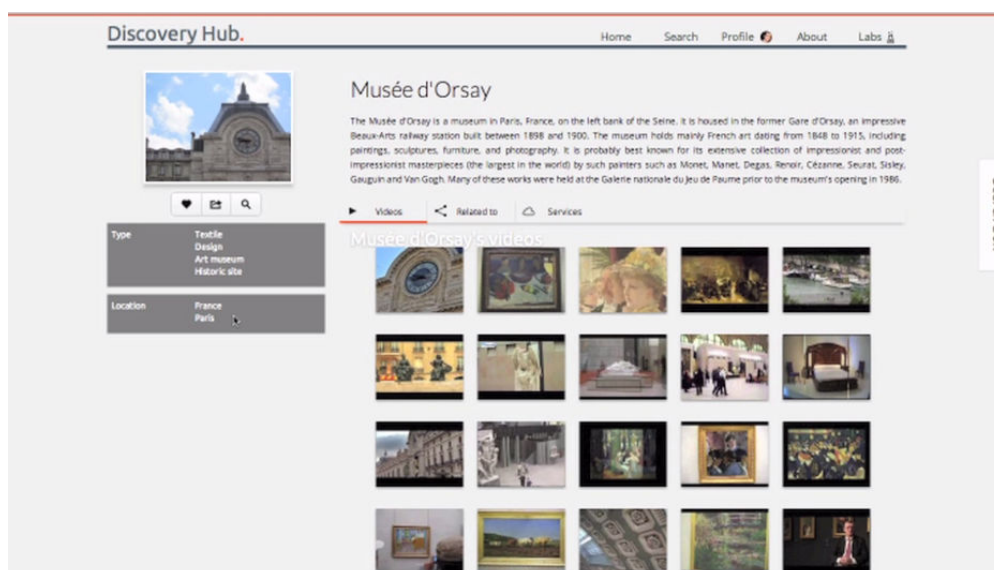 Discovery Hub.
Home Search Profile About Labs
Musée d'Orsay
The Musée d'Orsay is a museum in Paris, France, on the left bank of the Seine. It is housed in the former Gare d'Orsay, an impressive
Beaux-Arts railway station built between 1898 and 1900. The museum holds mainly French art dating from 1848 to 1915, including
paintings, sculptures, furniture, and photography. It is probably best known for its extensive collection of impressionist and post-
impressionist masterpieces (the largest in the world) by such painters such as Monet, Manet, Degas, Renoir, Cézanne, Seurat, Sisley,
Gauguin and Van Gogh. Many of these works were held at the Galerie nationale du Jeu de Paume prior to the museum's opening in 1986.
Videos Related to Services
Musée d'Orsay's videos
Type Textile
Design
Art museum
Historic site
Location France
Paris